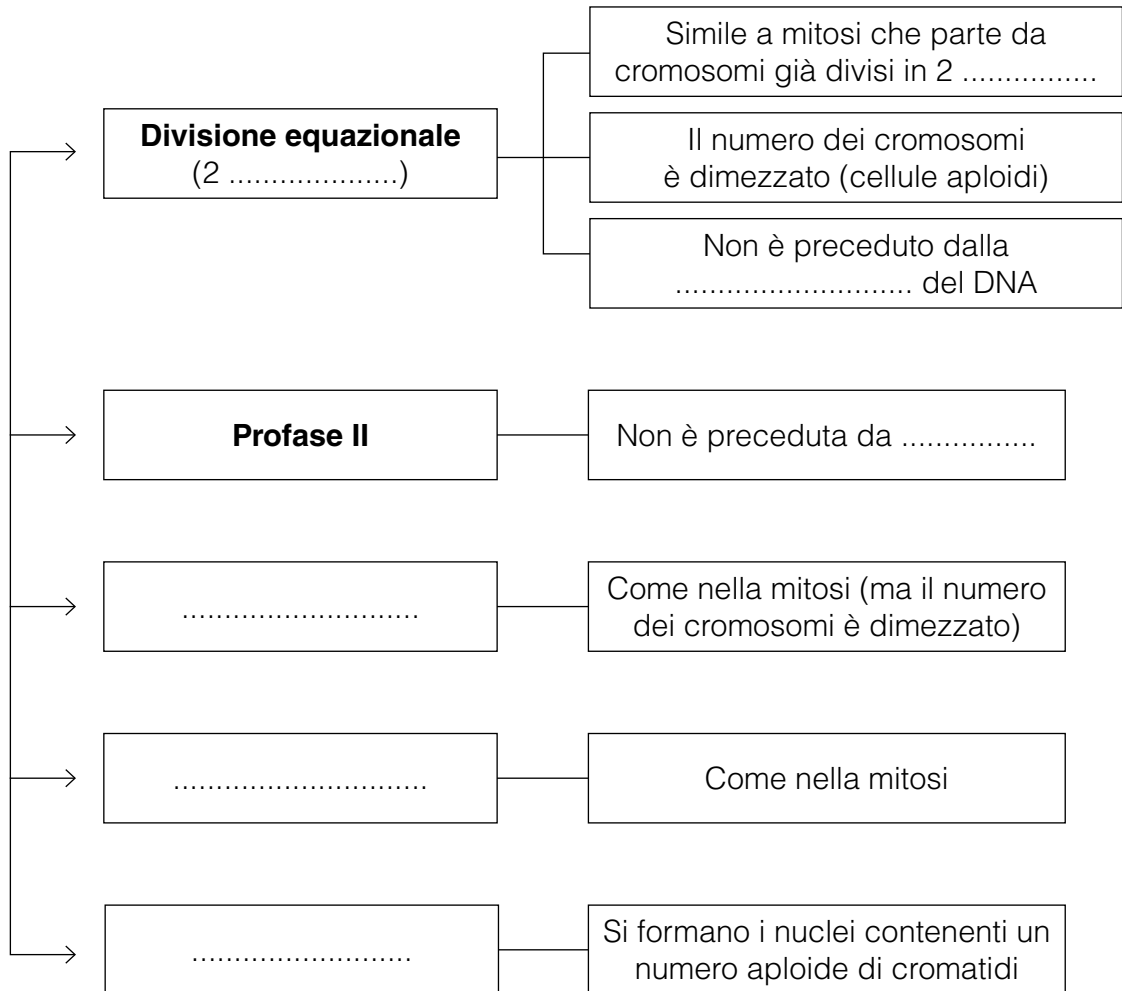 Simile a mitosi che parte da
cromosomi già divisi in 2 ................
Divisione equazionale
(2 ....................)
Il numero dei cromosomi
è dimezzato (cellule aploidi)
Non è preceduto dalla
............................ del DNA
Profase II
Non è preceduta da ................
............................
Come nella mitosi (ma il numero
dei cromosomi è dimezzato)
..............................
Come nella mitosi
..........................
Si formano i nuclei contenenti un
numero aploide di cromatidi